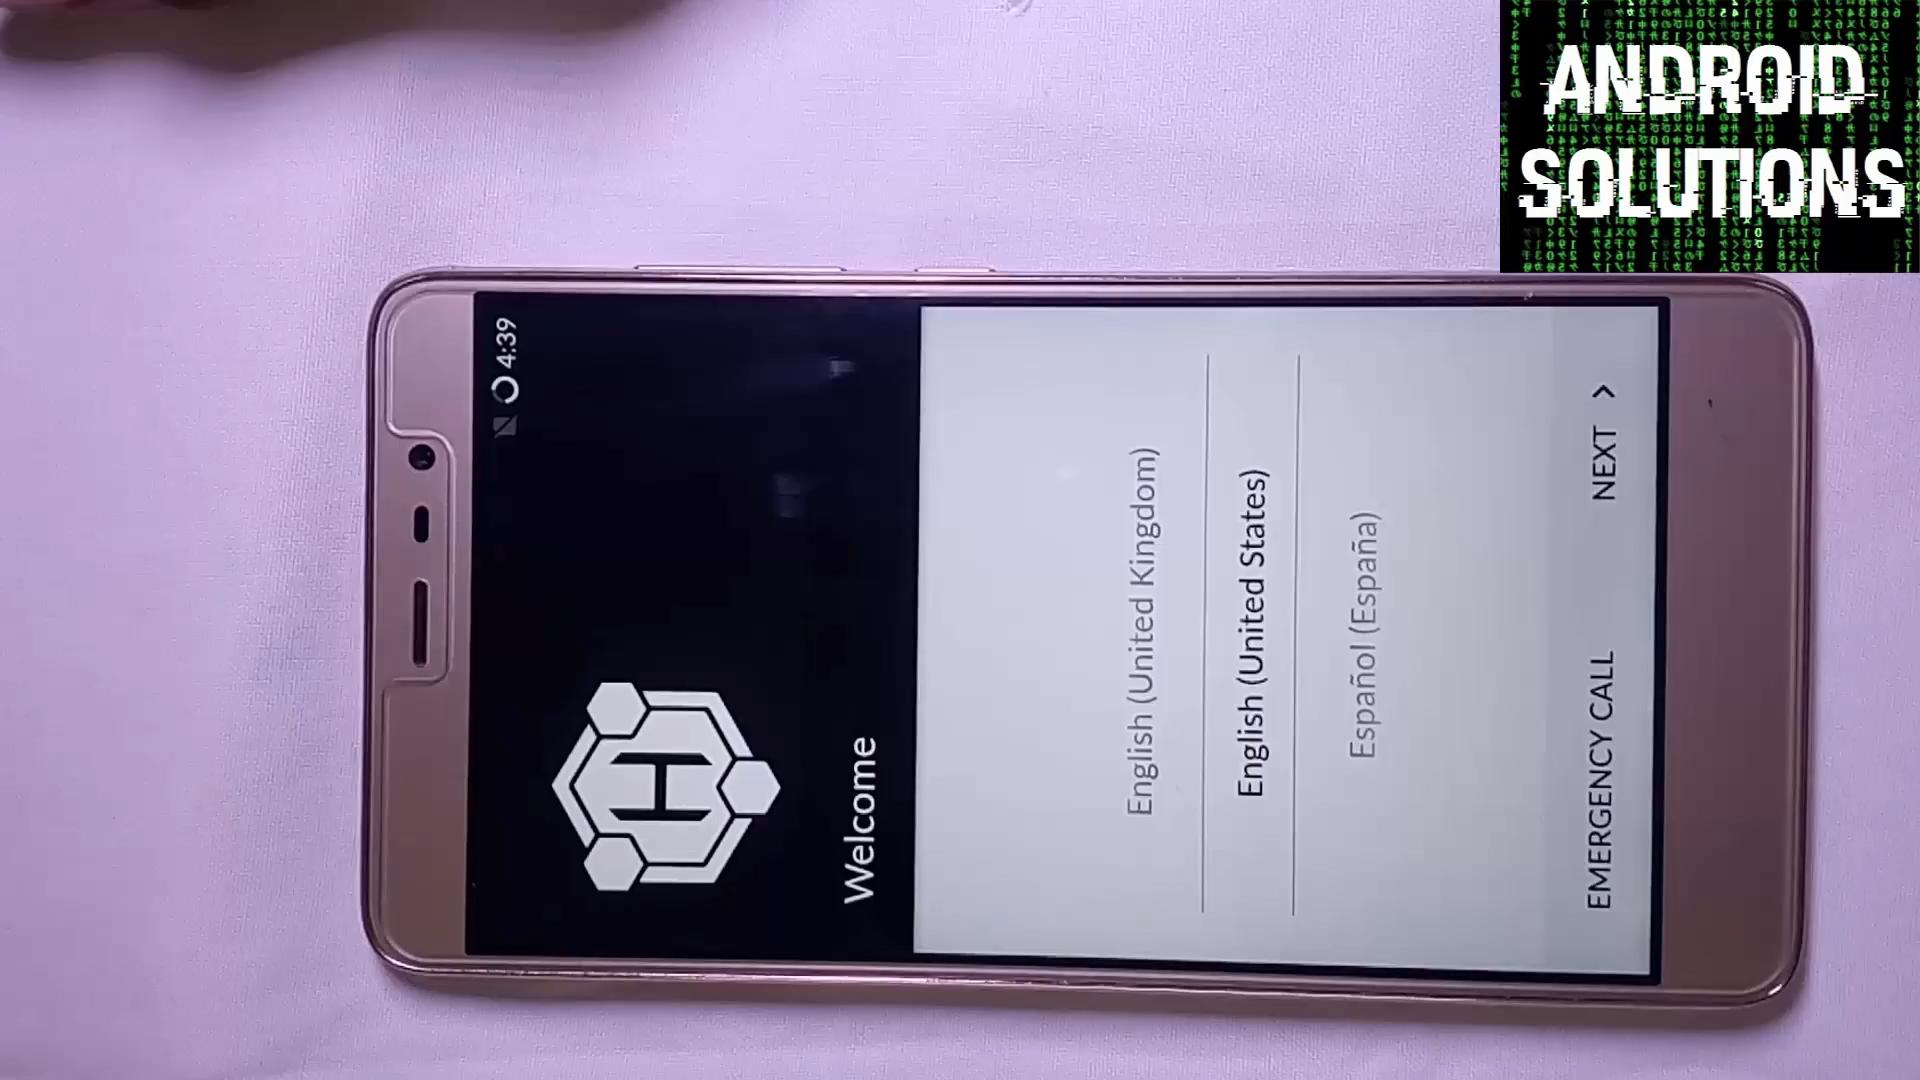 ANDROID
SOLUTIONS
4:39
H
Welcome
English (United Kingdom)
English (United States)
Español (España)
EMERGENCY CALL
NEXT >